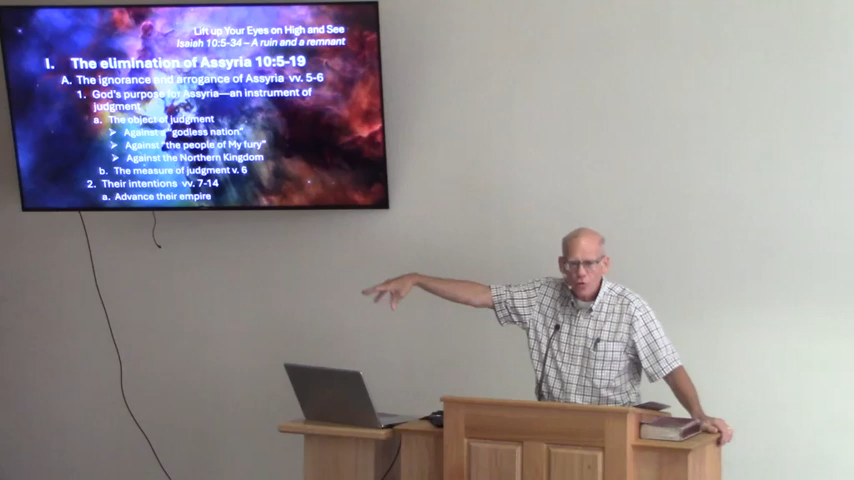 Lift up Your Eyes on High and See
Isaiah 10:5-34 – A ruin and a remnant
I. The elimination of Assyria 10:5-19
A. The ignorance and arrogance of Assyria vv. 5-6
1. God's purpose for Assyria—an instrument of
judgment
a. The object of judgment
➢ Against a "godless nation"
➢ Against "the people of My fury"
➢ Against the Northern Kingdom
b. The measure of judgment v. 6
2. Their intentions vv. 7-14
a. Advance their empire